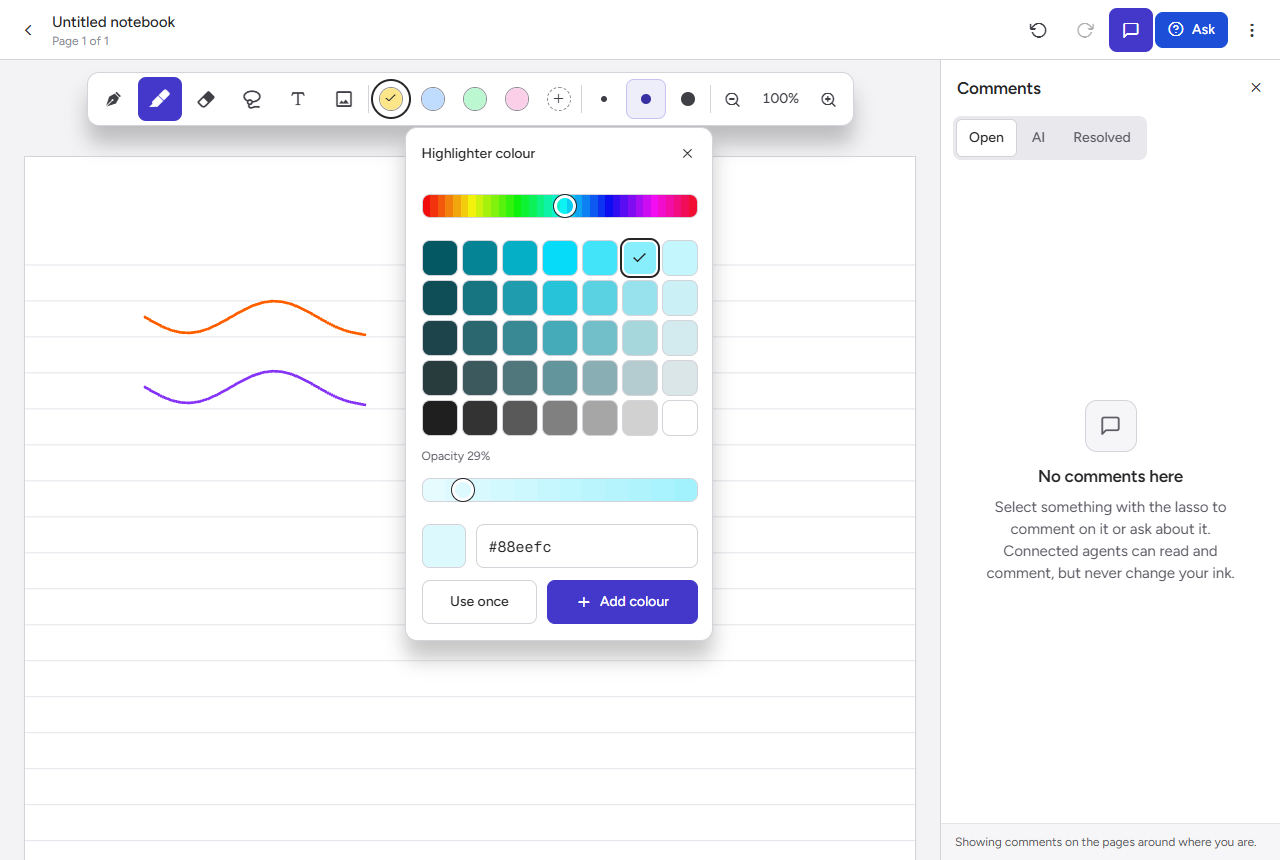 Untitled notebook
Page 1 of 1
Ask
T
100%
Highlighter colour
Opacity 29%
#88eefc
Use once
Add colour
Comments
Open
AI
Resolved
No comments here
Select something with the lasso to
comment on it or ask about it.
Connected agents can read and
comment, but never change your ink.
Showing comments on the pages around where you are.